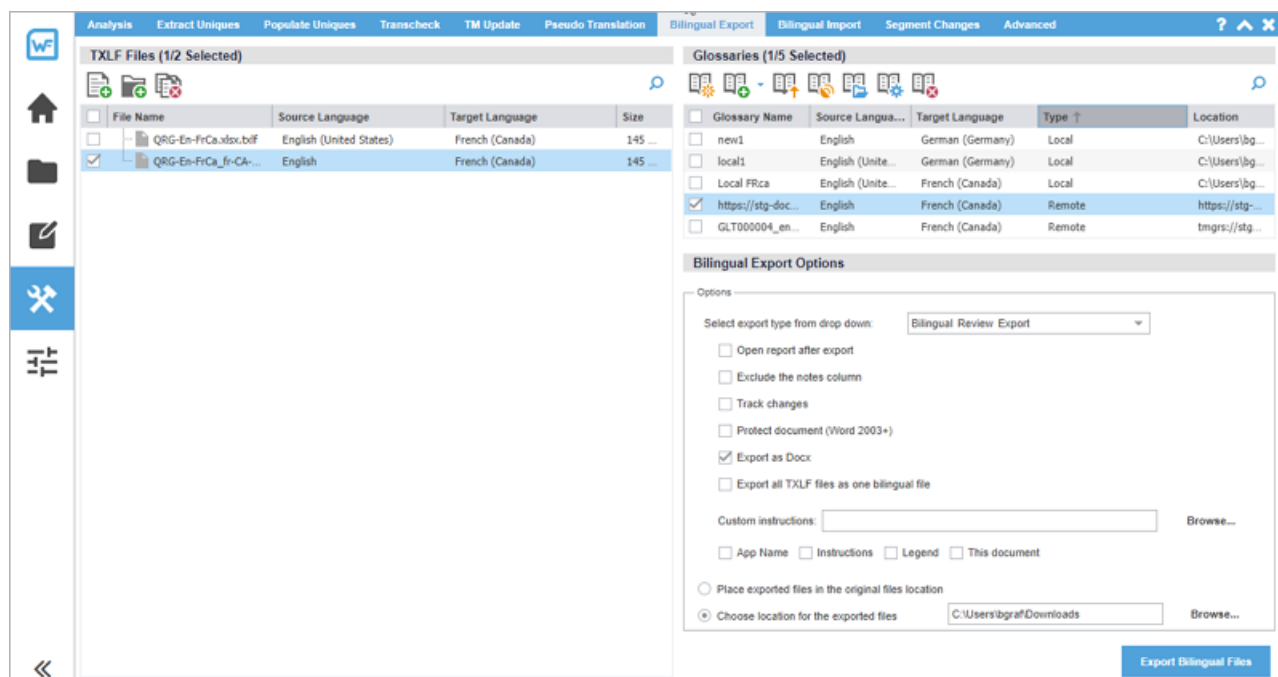 Analysis Extract Uniques Populate Uniques Transcheck TM Update Pseudo Translation Bilingual Export Bilingual Import Segment Changes Advanced ?
WF
TXLF Files (1/2 Selected)
File Name Source Language Target Language Size
QRG-En-FrCa.xlsx.txlf English (United States) French (Canada) 145 ...
QRG-En-FrCa_fr-CA-... English French (Canada) 145 ...
Glossaries (1/5 Selected)
Glossary Name Source Langua... Target Language Type ↑ Location
new1 English German (Germany) Local C:\Users\bg...
local1 English (Unite... German (Germany) Local C:\Users\bg...
Local FRca English (Unite... French (Canada) Local C:\Users\bg...
https://stg-doc... English French (Canada) Remote https://stg-...
GLT000004_en... English French (Canada) Remote tmgrs://stg...
Bilingual Export Options
Options
Select export type from drop down: Bilingual Review Export
Open report after export
Exclude the notes column
Track changes
Protect document (Word 2003+)
Export as Docx
Export all TXLF files as one bilingual file
Custom instructions: Browse...
App Name Instructions Legend This document
Place exported files in the original files location
Choose location for the exported files C:\Users\bgraf\Downloads Browse...
Export Bilingual Files